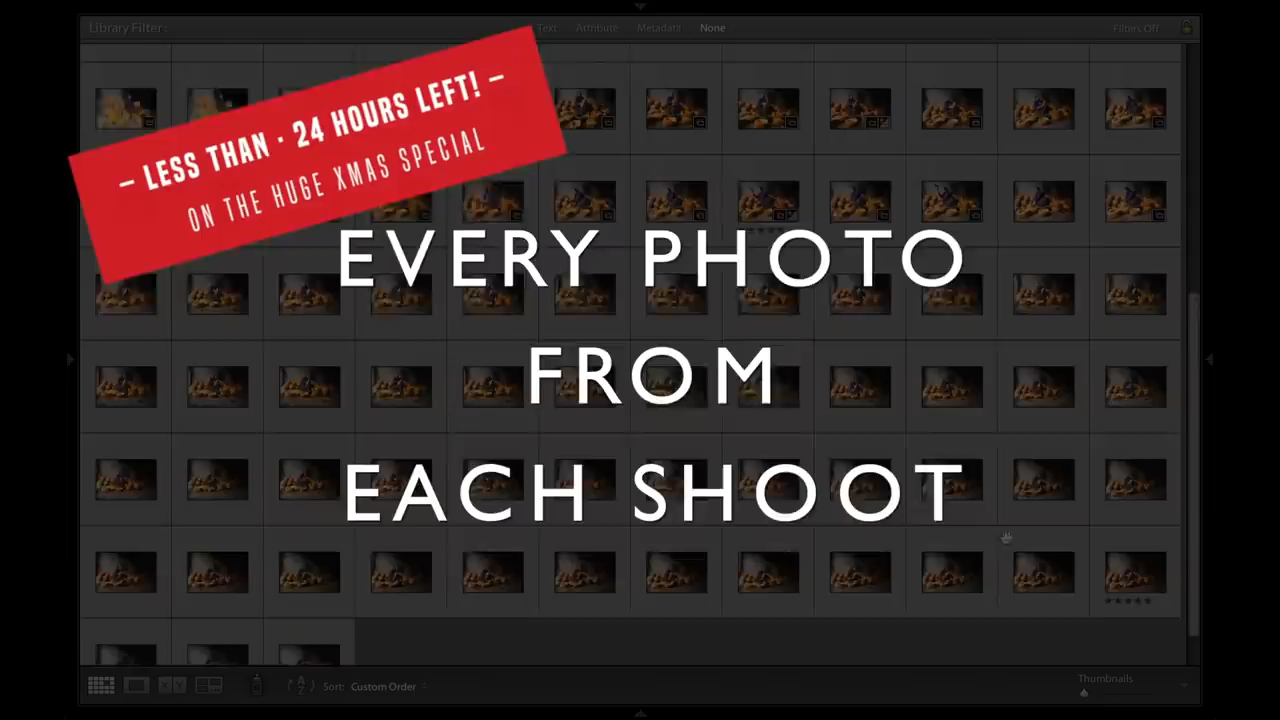 Library Filter:
Text Attribute Metadata None
Filters Off
– LESS THAN · 24 HOURS LEFT! –
ON THE HUGE XMAS SPECIAL
EVERY PHOTO
FROM
EACH SHOOT
Sort: Custom Order
Thumbnails